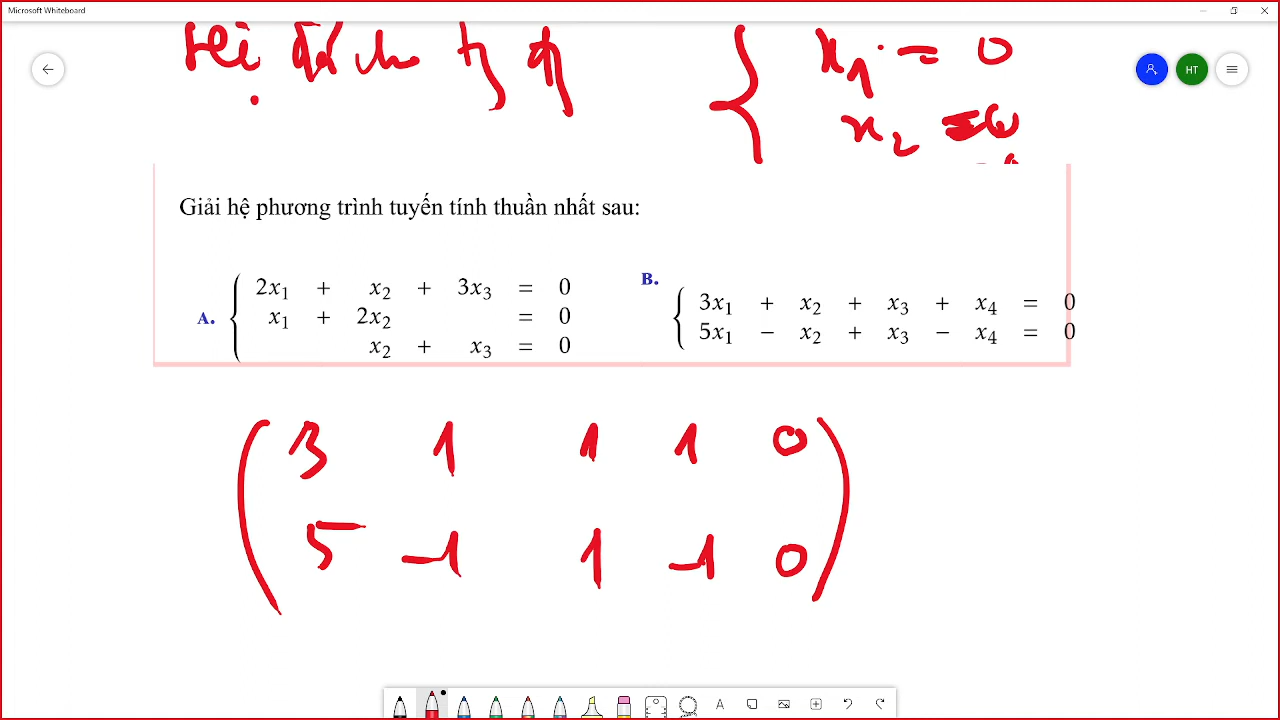 Microsoft Whiteboard
x₁ = 0
x₂ =
HT
Giải hệ phương trình tuyến tính thuần nhất sau:
A. { 2x₁ + x₂ + 3x₃ = 0
x₁ + 2x₂ = 0
x₂ + x₃ = 0
B. { 3x₁ + x₂ + x₃ + x₄ = 0
5x₁ − x₂ + x₃ − x₄ = 0
( 3 1 1 1 0 )
( 5 -1 1 -1 0 )
A